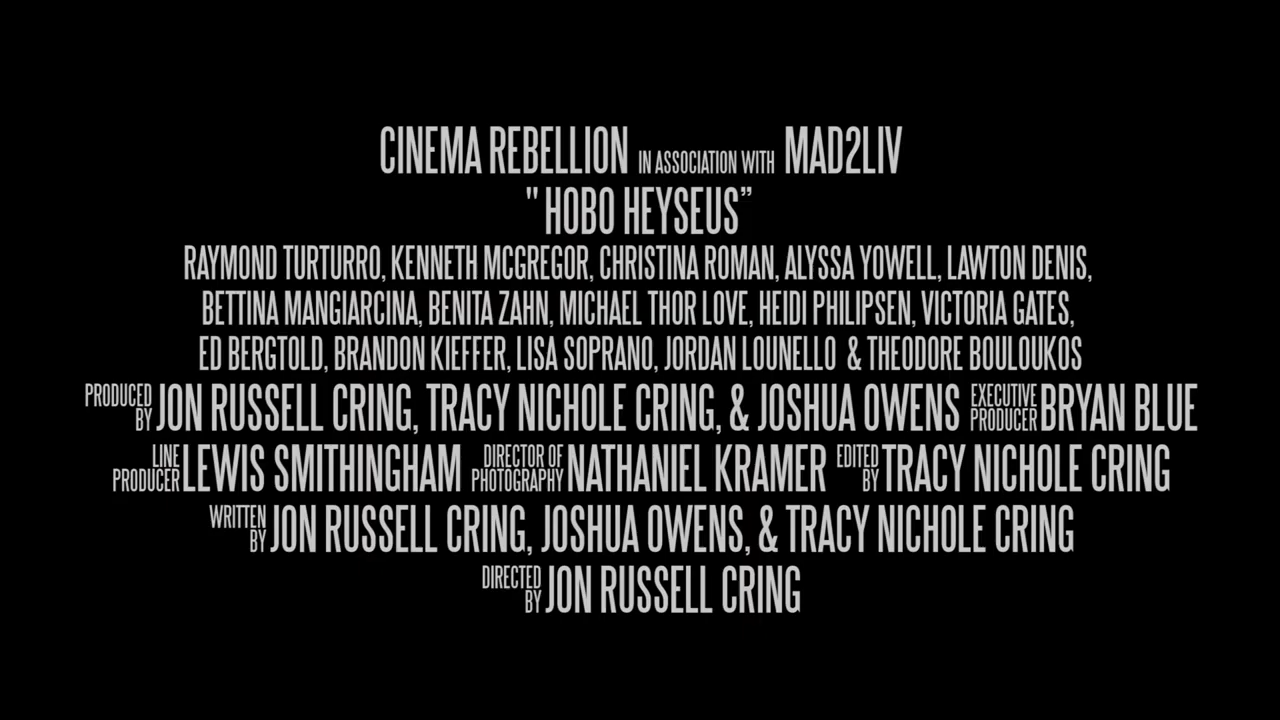 CINEMA REBELLION IN ASSOCIATION WITH MAD2LIV
" HOBO HEYSEUS”
RAYMOND TURTURRO, KENNETH MCGREGOR, CHRISTINA ROMAN, ALYSSA YOWELL, LAWTON DENIS,
BETTINA MANGIARCINA, BENITA ZAHN, MICHAEL THOR LOVE, HEIDI PHILIPSEN, VICTORIA GATES,
ED BERGTOLD, BRANDON KIEFFER, LISA SOPRANO, JORDAN LOUNELLO & THEODORE BOULOUKOS
PRODUCED BY JON RUSSELL CRING, TRACY NICHOLE CRING, & JOSHUA OWENS EXECUTIVE PRODUCER BRYAN BLUE
LINE PRODUCER LEWIS SMITHINGHAM DIRECTOR OF PHOTOGRAPHY NATHANIEL KRAMER EDITED BY TRACY NICHOLE CRING
WRITTEN BY JON RUSSELL CRING, JOSHUA OWENS, & TRACY NICHOLE CRING
DIRECTED BY JON RUSSELL CRING